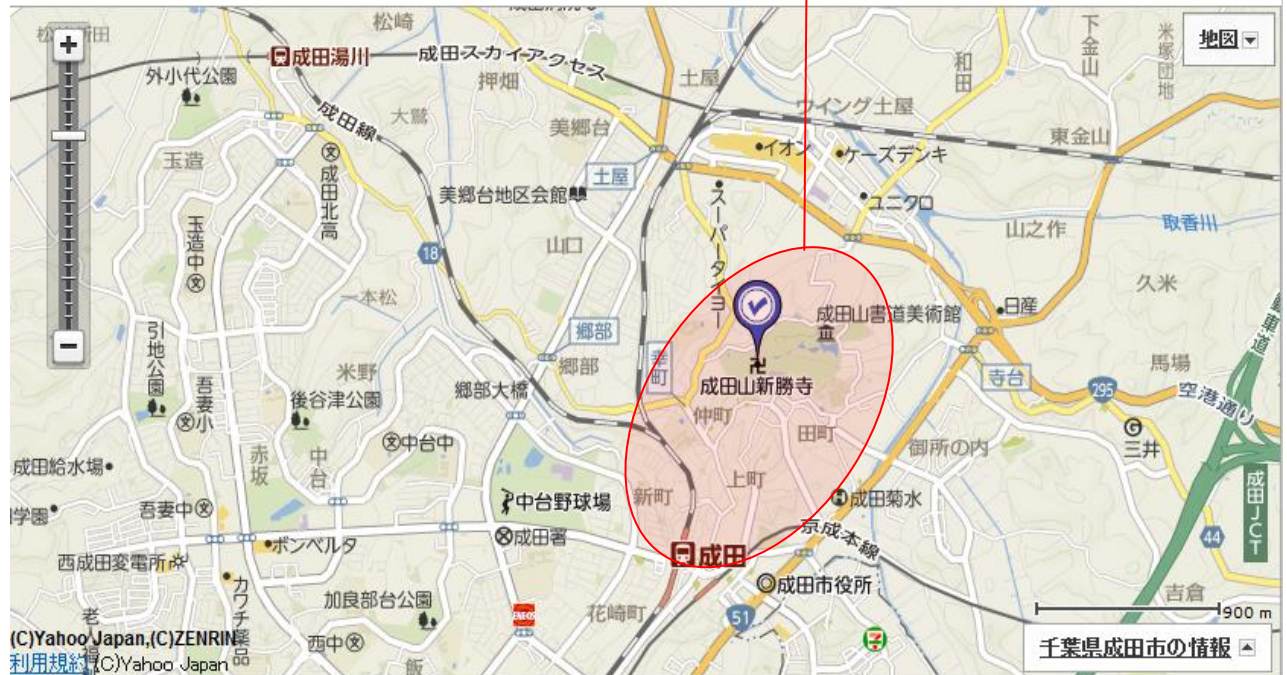 松崎
下金山
米塚団地
地図
成田湯川
成田スカイアクセス
外小代公園
押畑
土屋
和田
成田線
大鷲
美郷台
ウイング土屋
イオン
ケーズデンキ
東金山
玉造
成田北高
土屋
美郷台地区会館
スーパータイヨー
ユニクロ
山之作
取香川
玉造中
18
山口
久米
一本松
成田山書道美術館
日産
引地公園
郷部
幸町
郷部
米野
馬場
成田山新勝寺
寺台
295
空港通り
吾妻小
後谷津公園
郷部大橋
仲町
田町
御所の内
三井
赤坂
中台
中台中
成田給水場
上町
新町
成田菊水
成田JCT
学園
吾妻中
中台野球場
京成本線
44
ボンベルタ
成田署
西成田変電所
成田
成田市役所
カワチ薬品
加良部台公園
花崎町
51
吉倉
ENEOS
900 m
(C)Yahoo Japan,(C)ZENRIN
西中
千葉県成田市の情報
利用規約 (C)Yahoo Japan
飯